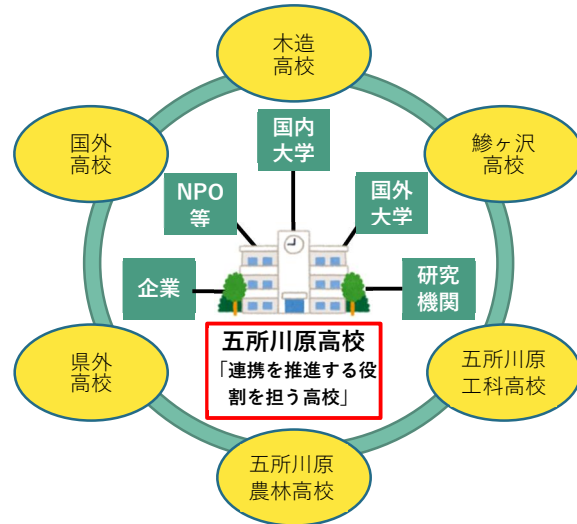 木造
高校
国外
高校
鰺ヶ沢
高校
国内
大学
NPO
等
国外
大学
企業
研究
機関
五所川原高校
「連携を推進する役
割を担う高校」
県外
高校
五所川原
工科高校
五所川原
農林高校